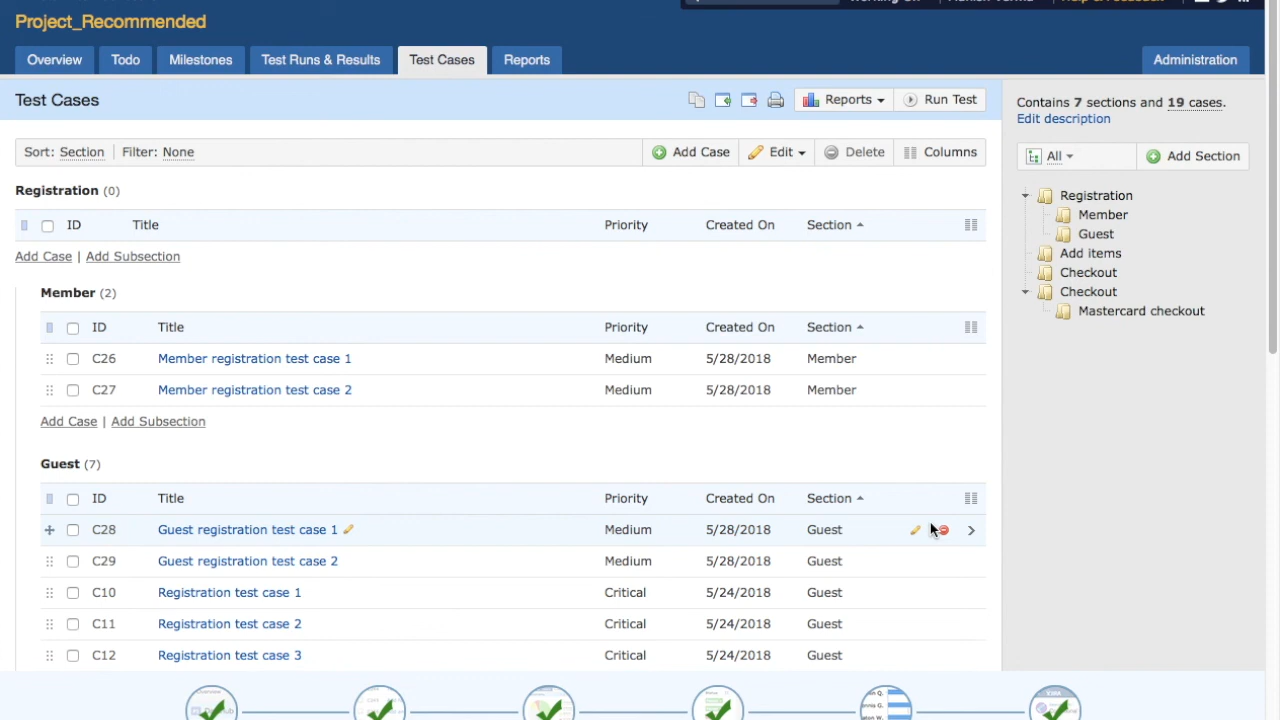 Project_Recommended
Overview Todo Milestones Test Runs & Results Test Cases Reports Administration
Test Cases Reports Run Test
Contains 7 sections and 19 cases.
Edit description
Sort: Section Filter: None Add Case Edit Delete Columns
All Add Section
Registration (0)
ID Title Priority Created On Section
Add Case | Add Subsection
Member (2)
ID Title Priority Created On Section
C26 Member registration test case 1 Medium 5/28/2018 Member
C27 Member registration test case 2 Medium 5/28/2018 Member
Add Case | Add Subsection
Guest (7)
ID Title Priority Created On Section
C28 Guest registration test case 1 Medium 5/28/2018 Guest
C29 Guest registration test case 2 Medium 5/28/2018 Guest
C10 Registration test case 1 Critical 5/24/2018 Guest
C11 Registration test case 2 Critical 5/24/2018 Guest
C12 Registration test case 3 Critical 5/24/2018 Guest
Registration
Member
Guest
Add items
Checkout
Checkout
Mastercard checkout